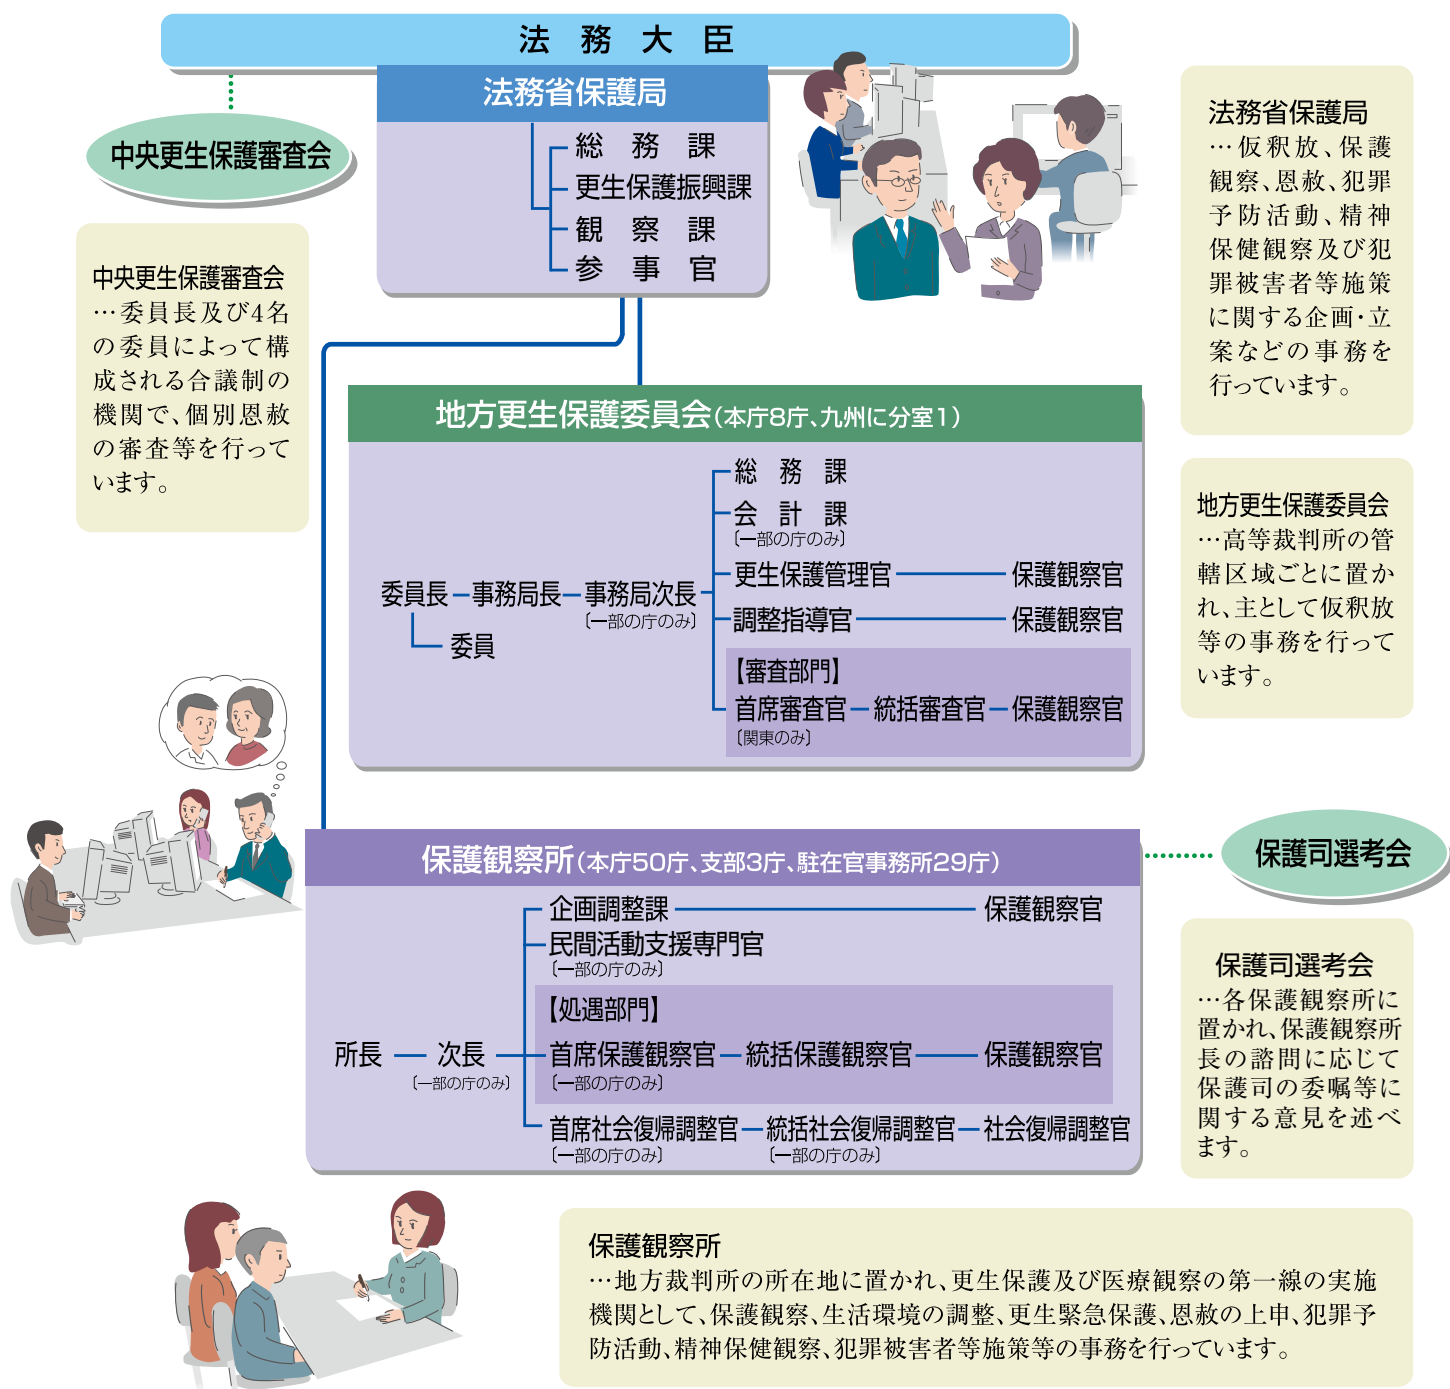 法務大臣
法務省保護局
総務課
更生保護振興課
観察課
参事官
中央更生保護審査会
中央更生保護審査会
…委員長及び4名
の委員によって構
成される合議制の
機関で、個別恩赦
の審査等を行って
います。
法務省保護局
…仮釈放、保護
観察、恩赦、犯罪
予防活動、精神
保健観察及び犯
罪被害者等施策
に関する企画・立
案などの事務を
行っています。
地方更生保護委員会(本庁8庁、九州に分室1)
委員長
委員
事務局長
事務局次長
〔一部の庁のみ〕
総務課
会計課
〔一部の庁のみ〕
更生保護管理官
保護観察官
調整指導官
保護観察官
【審査部門】
首席審査官
統括審査官
保護観察官
〔関東のみ〕
地方更生保護委員会
…高等裁判所の管
轄区域ごとに置か
れ、主として仮釈放
等の事務を行って
います。
保護観察所(本庁50庁、支部3庁、駐在官事務所29庁)
所長
次長
〔一部の庁のみ〕
企画調整課
保護観察官
民間活動支援専門官
〔一部の庁のみ〕
【処遇部門】
首席保護観察官
統括保護観察官
保護観察官
〔一部の庁のみ〕
首席社会復帰調整官
統括社会復帰調整官
社会復帰調整官
〔一部の庁のみ〕
〔一部の庁のみ〕
保護司選考会
保護司選考会
…各保護観察所に
置かれ、保護観察所
長の諮問に応じて
保護司の委嘱等に
関する意見を述べ
ます。
保護観察所
…地方裁判所の所在地に置かれ、更生保護及び医療観察の第一線の実施
機関として、保護観察、生活環境の調整、更生緊急保護、恩赦の上申、犯罪予
防活動、精神保健観察、犯罪被害者等施策等の事務を行っています。